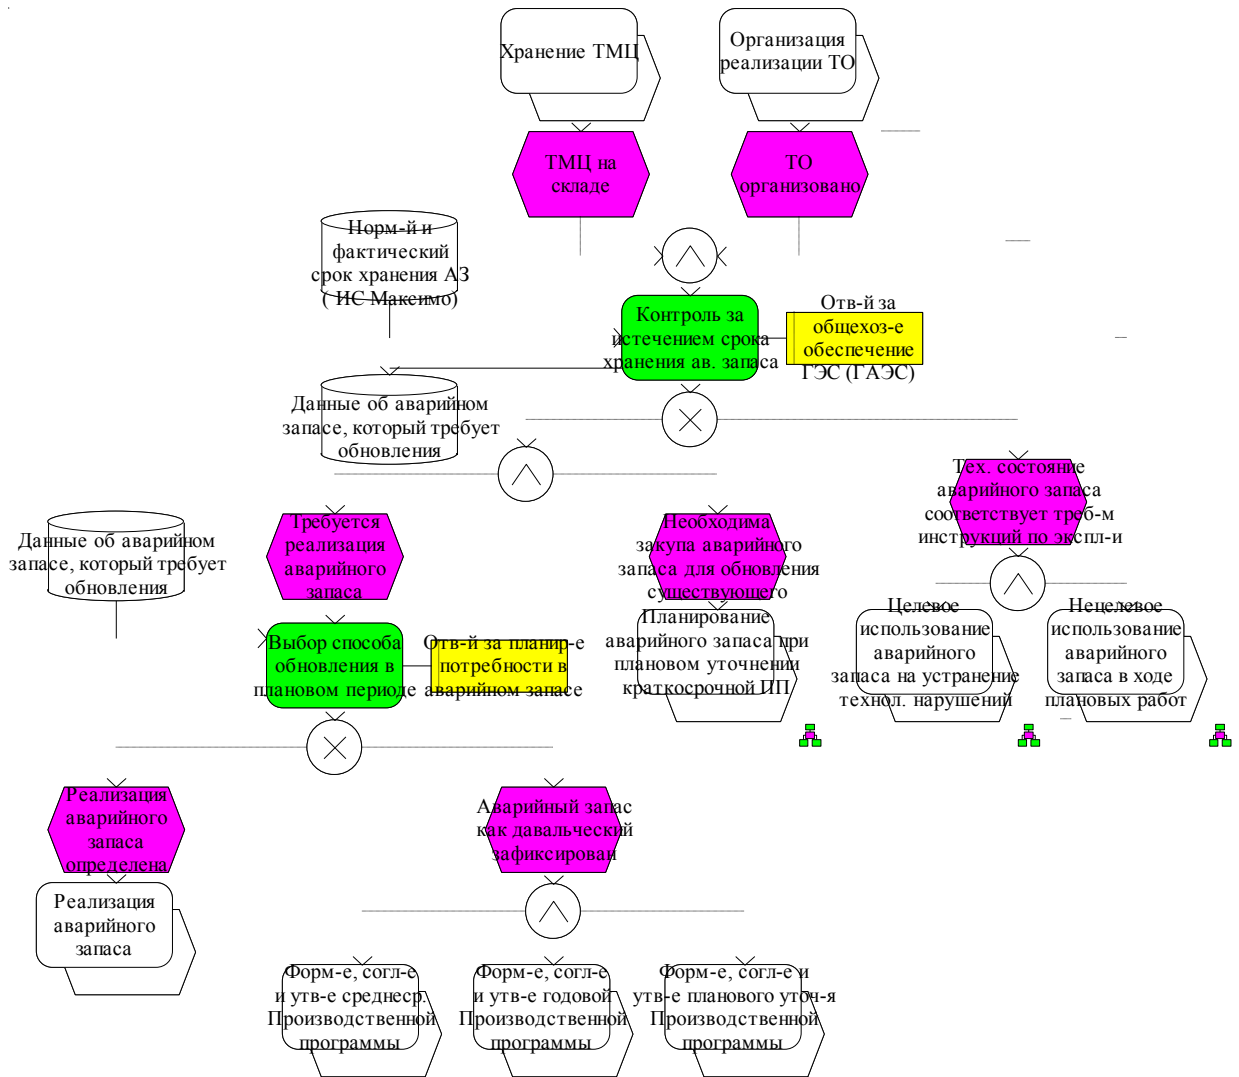 Хранение ТМЦ
Организация
реализации ТО
ТМЦ на
складе
ТО
организовано
Норм-й и
фактический
срок хранения АЗ
( ИС Максимо)
Контроль за
истечением срока
хранения ав. запаса
Отв-й за
общехоз-е
обеспечение
ГЭС (ГАЭС)
Данные об аварийном
запасе, который требует
обновления
Тех. состояние
аварийного запаса
соответствует треб-м
инструкций по экспл-и
Данные об аварийном
запасе, который требует
обновления
Требуется
реализация
аварийного
запаса
Необходима
закупа аварийного
запаса для обновления
существующего
Выбор способа
обновления в
плановом периоде
Отв-й за планир-е
потребности в
аварийном запасе
Планирование
аварийного запаса при
плановом уточнении
краткосрочной ПП
Целевое
использование
аварийного
запаса на устранение
технол. нарушений
Нецелевое
использование
аварийного
запаса в ходе
плановых работ
Реализация
аварийного
запаса
определена
Аварийный запас
как давальческий
зафиксирован
Реализация
аварийного
запаса
Форм-е, согл-е
и утв-е среднеср.
Производственной
программы
Форм-е, согл-е
и утв-е годовой
Производственной
программы
Форм-е, согл-е и
утв-е планового уточ-я
Производственной
программы